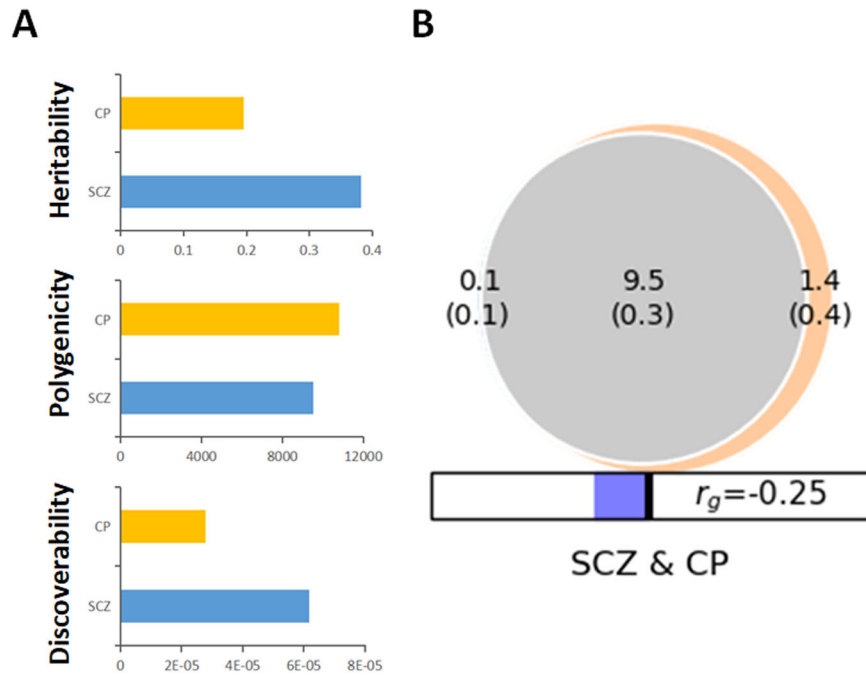 A
B
Heritability
CP
SCZ
0 0.1 0.2 0.3 0.4
Polygenicity
CP
SCZ
0 4000 8000 12000
Discoverability
CP
SCZ
0 2E-05 4E-05 6E-05 8E-05
0.1 9.5 1.4
(0.1) (0.3) (0.4)
rg=-0.25
SCZ & CP